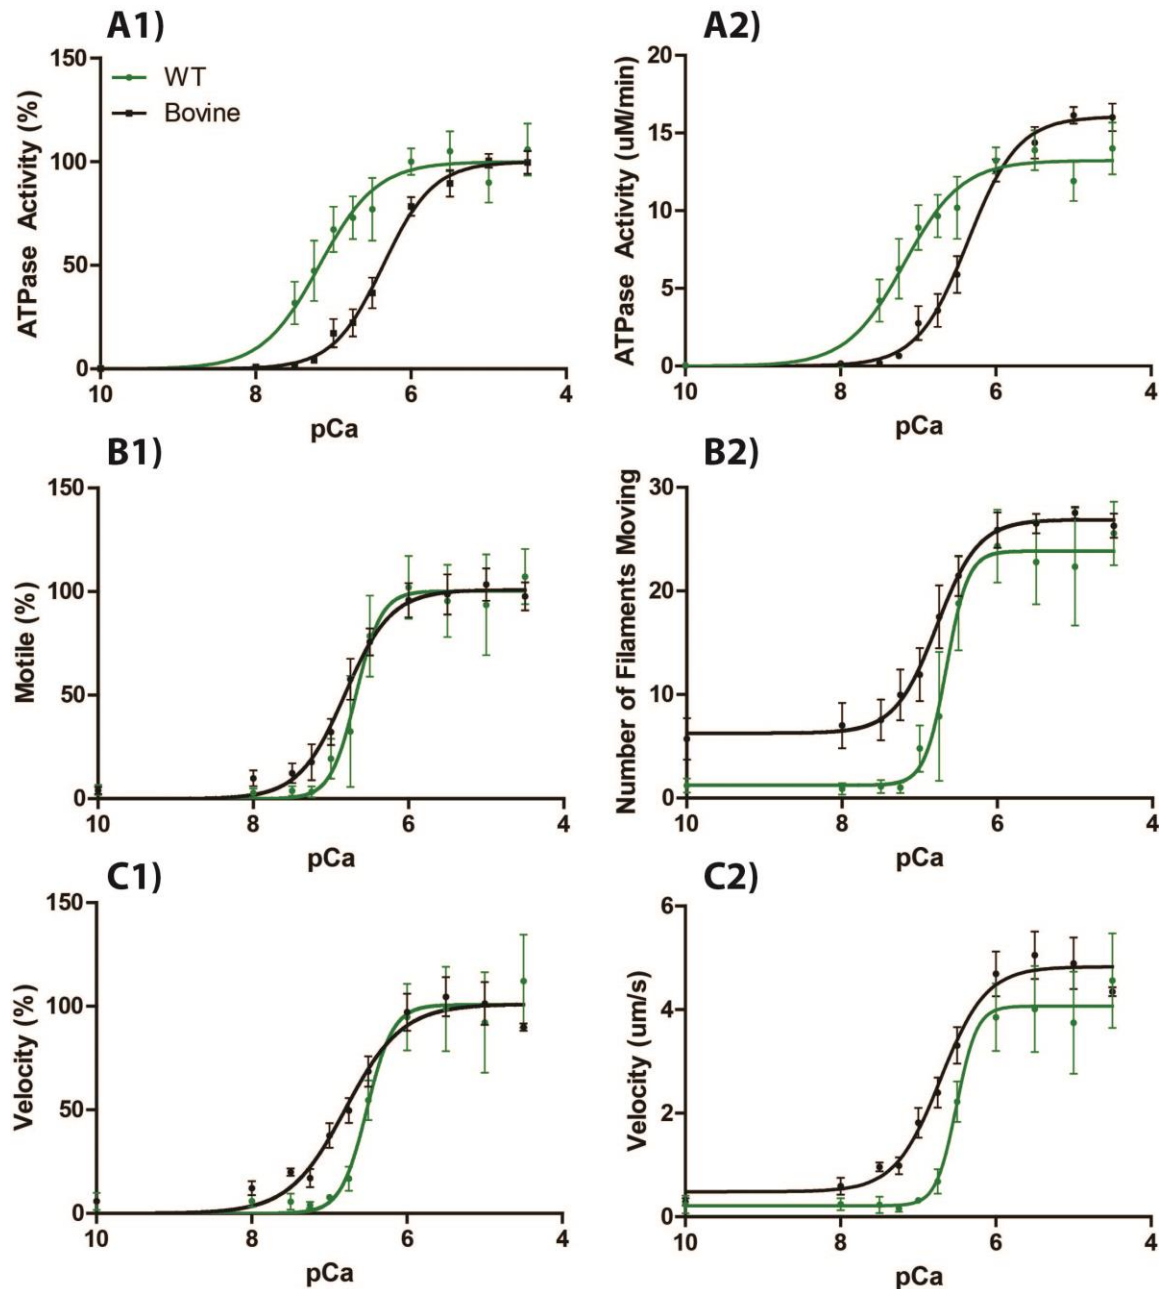 A1)
ATPase Activity (%)
150
100
50
0
WT
Bovine
10
8
6
4
pCa
A2)
ATPase Activity (uM/min)
20
15
10
5
0
10
8
6
4
pCa
B1)
Motile (%)
150
100
50
0
10
8
6
4
pCa
B2)
Number of Filaments Moving
30
20
10
0
10
8
6
4
pCa
C1)
Velocity (%)
150
100
50
0
10
8
6
4
pCa
C2)
Velocity (um/s)
6
4
2
0
10
8
6
4
pCa